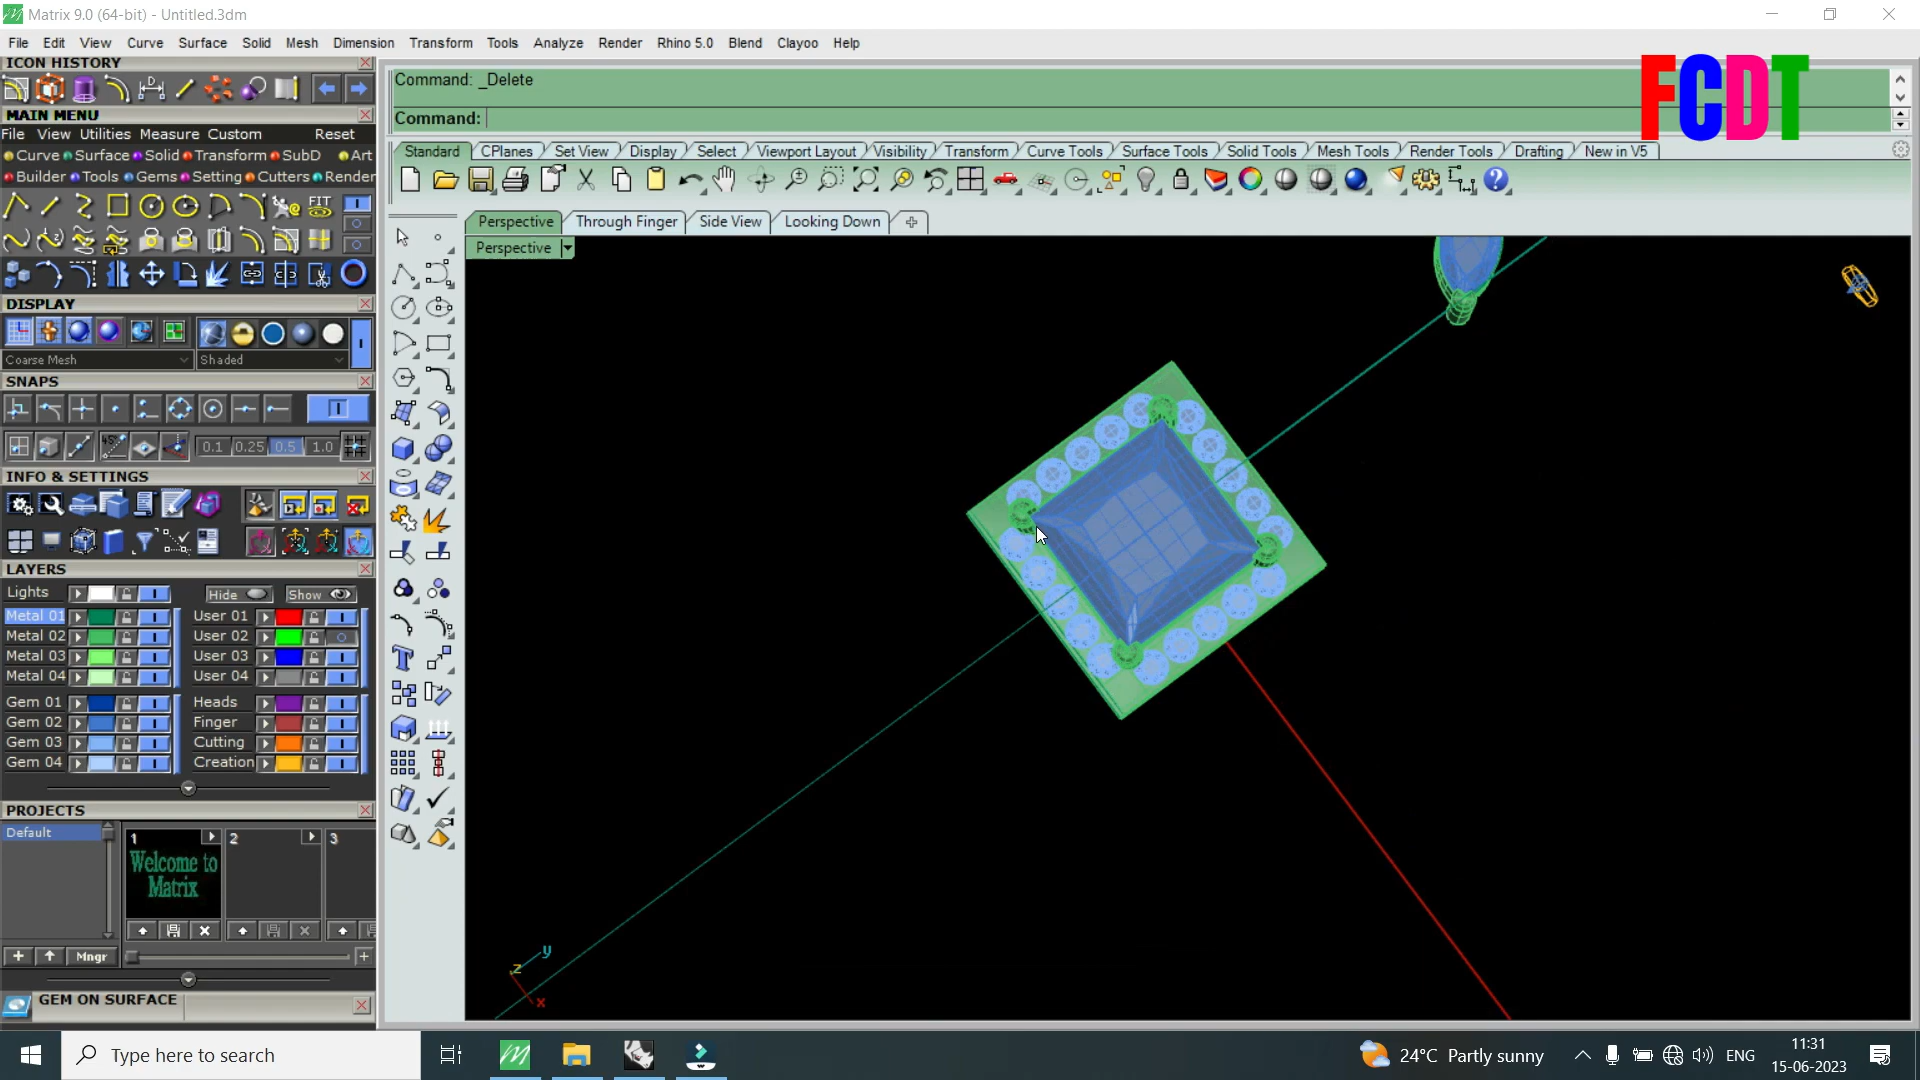 Matrix 9.0 (64-bit) - Untitled.3dm
File Edit View Curve Surface Solid Mesh Dimension Transform Tools Analyze Render Rhino 5.0 Blend Clayoo Help
ICON HISTORY
MAIN MENU
File View Utilities Measure Custom Reset
Curve Surface Solid Transform SubD Art
Builder Tools Gems Setting Cutters Render
FIT
DISPLAY
Coarse Mesh Shaded
SNAPS
0.1 0.25 0.5 1.0
INFO & SETTINGS
LAYERS
Lights Hide Show
Metal 01 User 01
Metal 02 User 02
Metal 03 User 03
Metal 04 User 04
Gem 01 Heads
Gem 02 Finger
Gem 03 Cutting
Gem 04 Creation
PROJECTS
Default
1 2 3
Welcome to
Matrix
Mngr
GEM ON SURFACE
Command: _Delete
Command:
FCDT
Standard CPlanes Set View Display Select Viewport Layout Visibility Transform Curve Tools Surface Tools Solid Tools Mesh Tools Render Tools Drafting New in V5
Perspective Through Finger Side View Looking Down
Perspective
y
z
x
Type here to search
24°C Partly sunny
ENG
11:31
15-06-2023